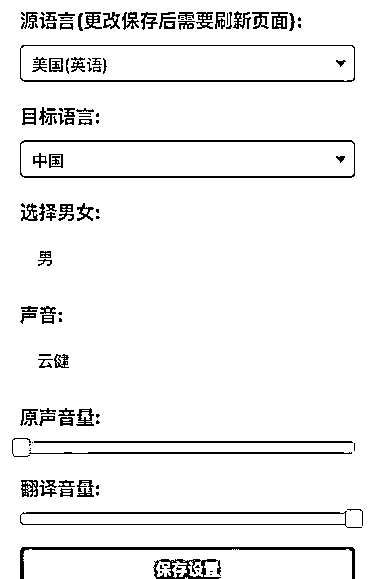 源语言(更改保存后需要刷新页面):
美国(英语)
目标语言:
中国
选择男女:
男
声音:
云健
原声音量:
翻译音量:
保存设置